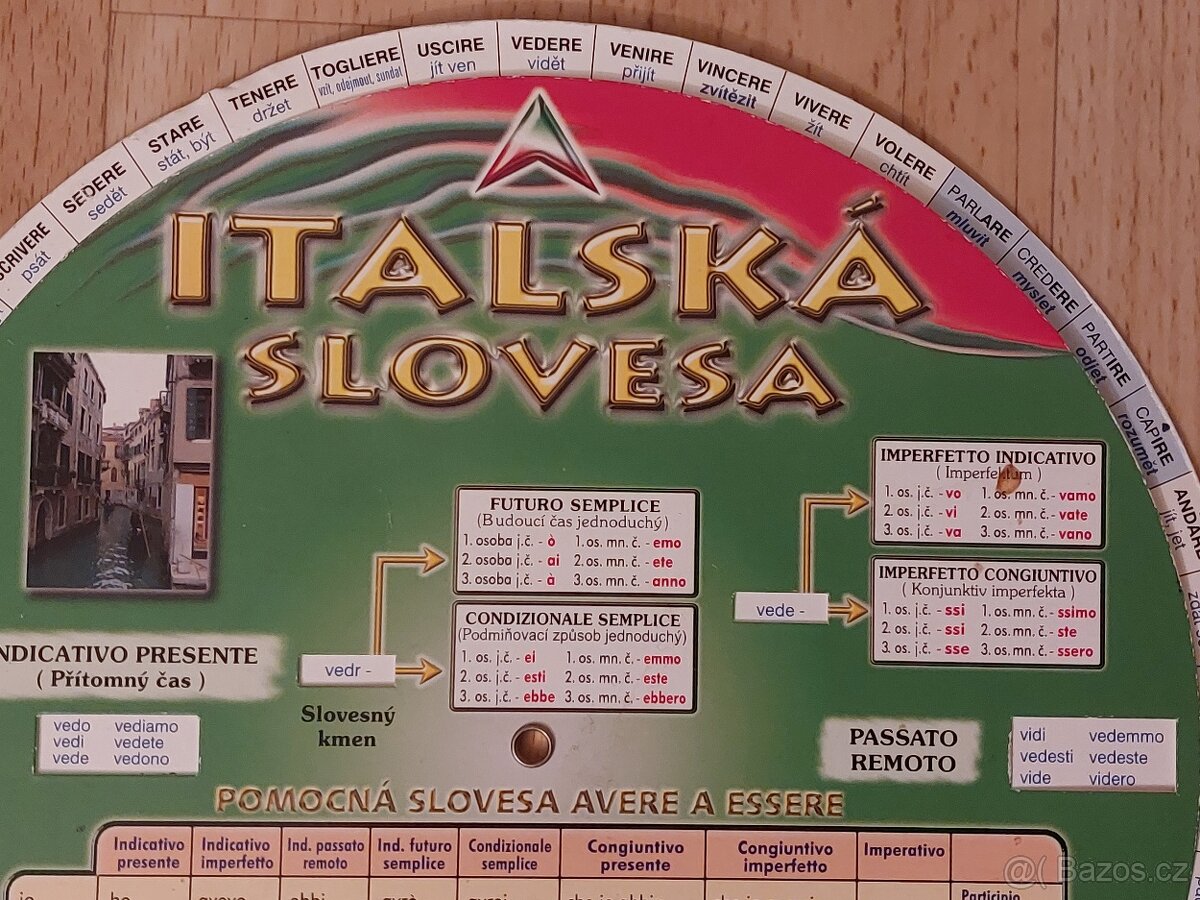 SCRIVERE
psát
SEDERE
sedět
STARE
stát, být
TENERE
držet
TOGLIERE
vzít, odejmout, sundat
USCIRE
jít ven
VEDERE
vidět
VENIRE
přijít
VINCERE
zvítězit
VIVERE
žít
VOLERE
chtít
PARLARE
mluvit
CREDERE
myslet
PARTIRE
odjet
CAPIRE
rozumět
ANDARE
jít, jet
ITALSKÁ
SLOVESA
IMPERFETTO INDICATIVO
( Imperfektum )
1. os. j.č. - vo 1. os. mn. č. - vamo
2. os. j.č. - vi 2. os. mn. č. - vate
3. os. j.č. - va 3. os. mn. č. - vano
FUTURO SEMPLICE
(Budoucí čas jednoduchý)
1. osoba j.č. - ò 1. os. mn. č. - emo
2. osoba j.č. - ai 2. os. mn. č. - ete
3. osoba j.č. - à 3. os. mn. č. - anno
IMPERFETTO CONGIUNTIVO
( Konjunktiv imperfekta )
1. os. j.č. - ssi 1. os. mn. č. - ssimo
2. os. j.č. - ssi 2. os. mn. č. - ste
3. os. j.č. - sse 3. os. mn. č. - ssero
vede -
CONDIZIONALE SEMPLICE
(Podmiňovací způsob jednoduchý)
1. os. j.č. - ei 1. os. mn. č. - emmo
2. os. j.č. - esti 2. os. mn. č. - este
3. os. j.č. - ebbe 3. os. mn. č. - ebbero
vedr -
Slovesný
kmen
NDICATIVO PRESENTE
( Přítomný čas )
vedo vediamo
vedi vedete
vede vedono
PASSATO
REMOTO
vidi vedemmo
vedesti vedeste
vide videro
POMOCNÁ SLOVESA AVERE A ESSERE
Indicativo presente
Indicativo imperfetto
Ind. passato remoto
Ind. futuro semplice
Condizionale semplice
Congiuntivo presente
Congiuntivo imperfetto
Imperativo
Participio
Bazos.cz